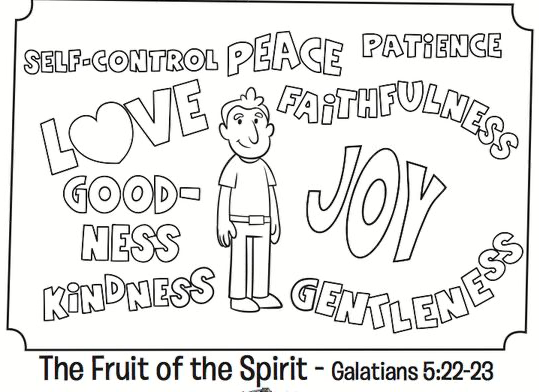 SELF-CONTROL PEACE PATiENCE
LOVE FAiTHFULNESS
GOOD-
NESS
JOY
KiNDNESS GENTLENESS
The Fruit of the Spirit - Galatians 5:22-23